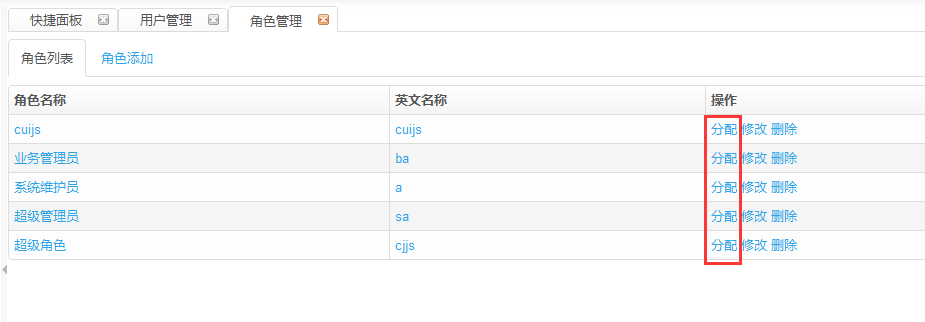 快捷面板 用户管理 角色管理
角色列表 角色添加
角色名称 英文名称 操作
cuijs cuijs 分配 修改 删除
业务管理员 ba 分配 修改 删除
系统维护员 a 分配 修改 删除
超级管理员 sa 分配 修改 删除
超级角色 cjjs 分配 修改 删除